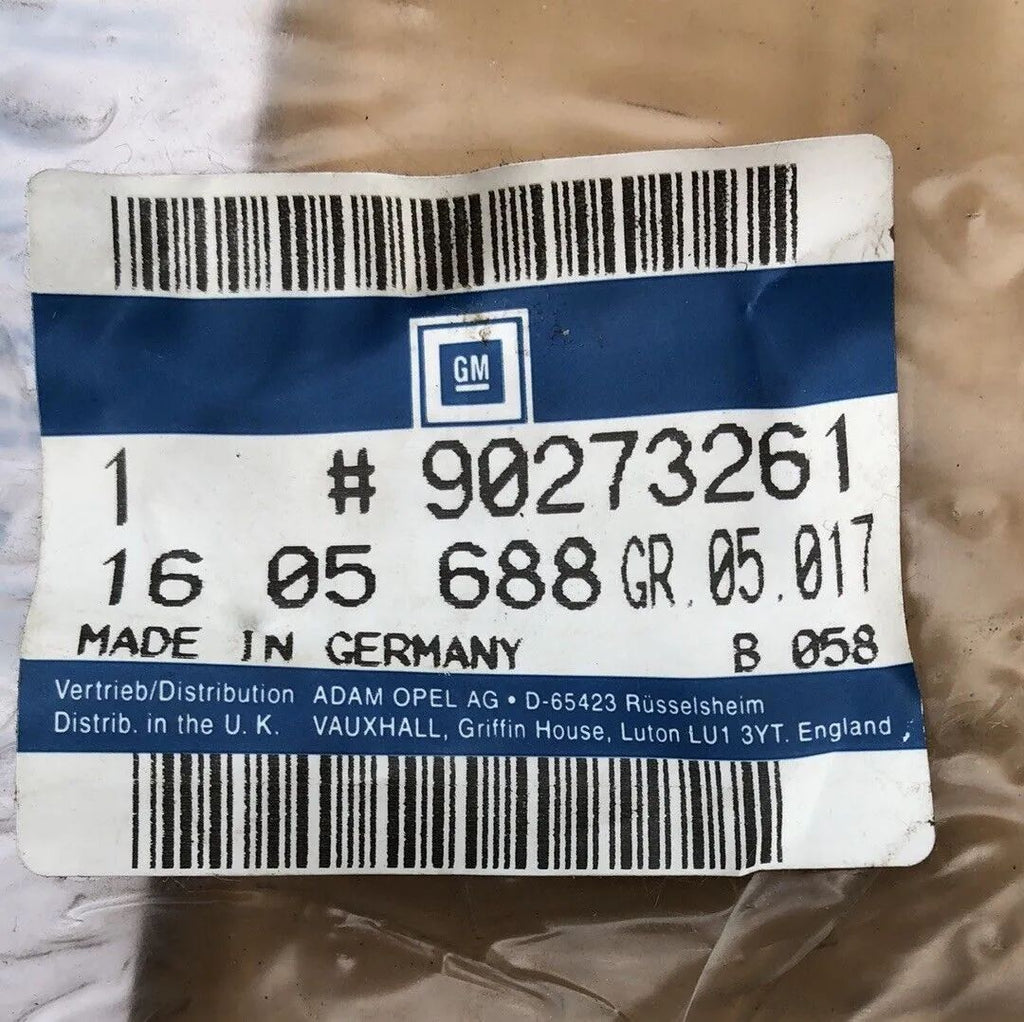 GM
1 # 90273261
16 05 688 GR. 05.017
MADE IN GERMANY B 058
Vertrieb/Distribution ADAM OPEL AG • D-65423 Rüsselsheim
Distrib. in the U. K. VAUXHALL, Griffin House, Luton LU1 3YT. England